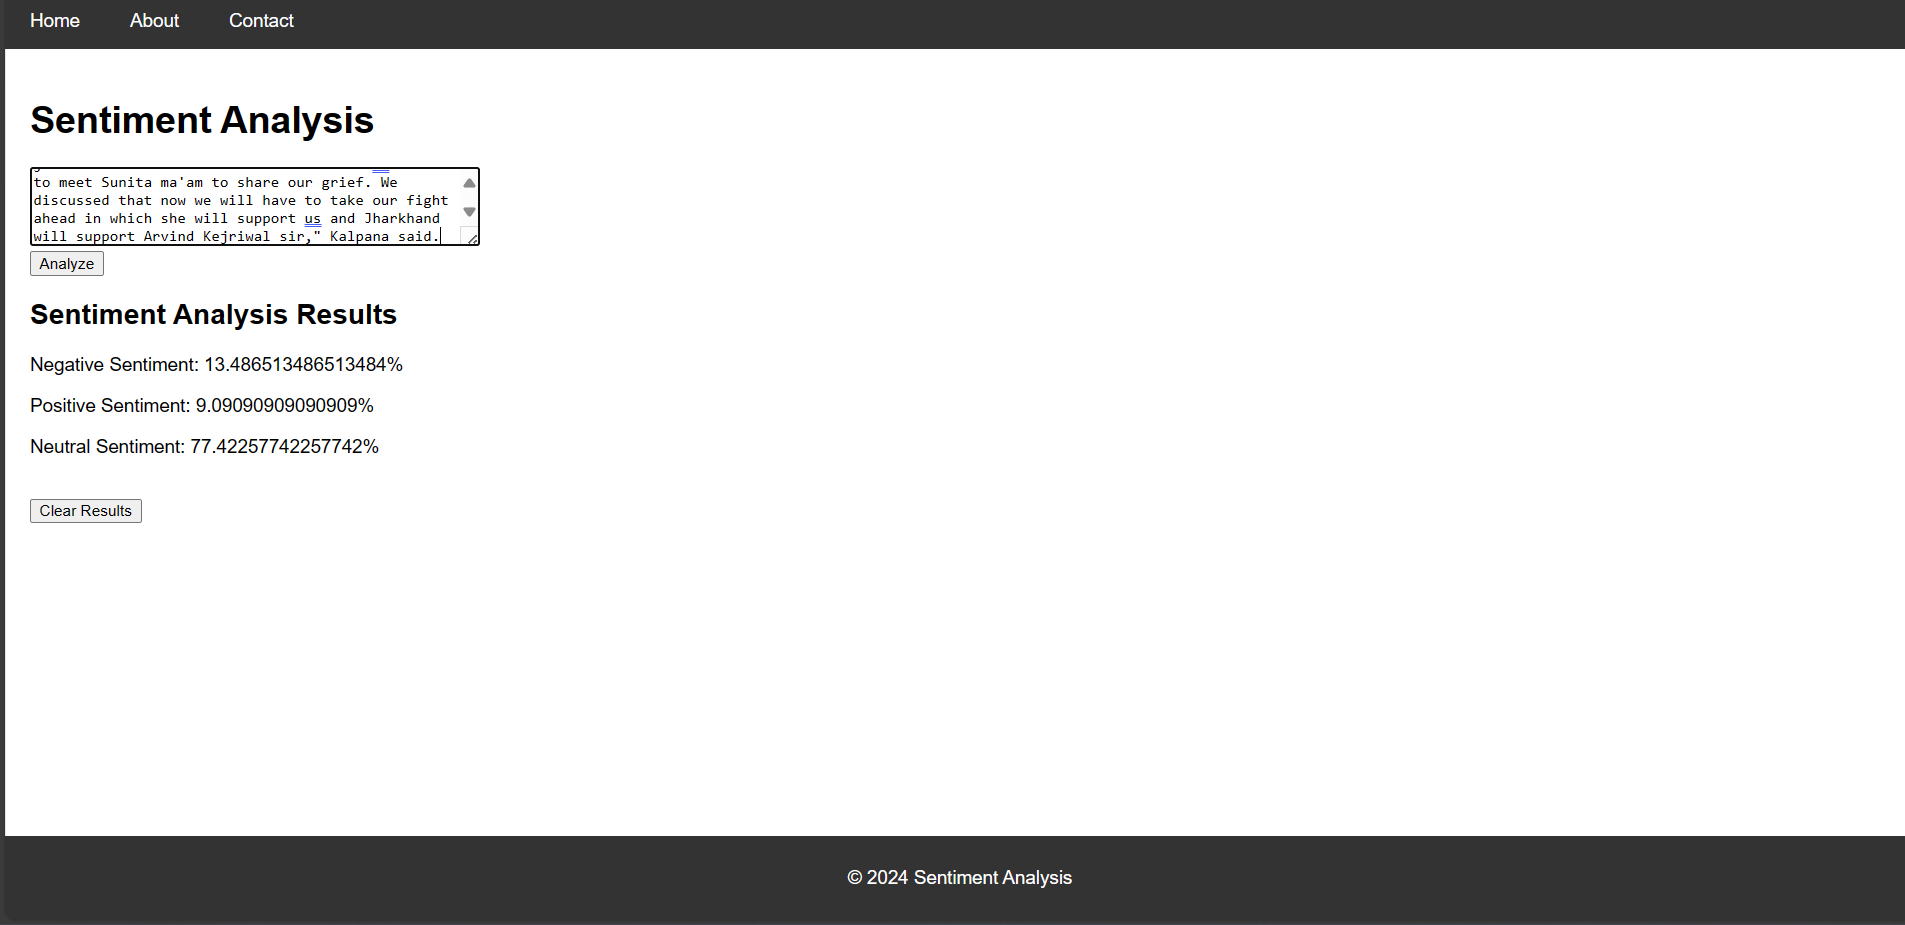 Home About Contact
Sentiment Analysis
to meet Sunita ma'am to share our grief. We
discussed that now we will have to take our fight
ahead in which she will support us and Jharkhand
will support Arvind Kejriwal sir," Kalpana said.
Analyze
Sentiment Analysis Results
Negative Sentiment: 13.486513486513484%
Positive Sentiment: 9.09090909090909%
Neutral Sentiment: 77.42257742257742%
Clear Results
© 2024 Sentiment Analysis